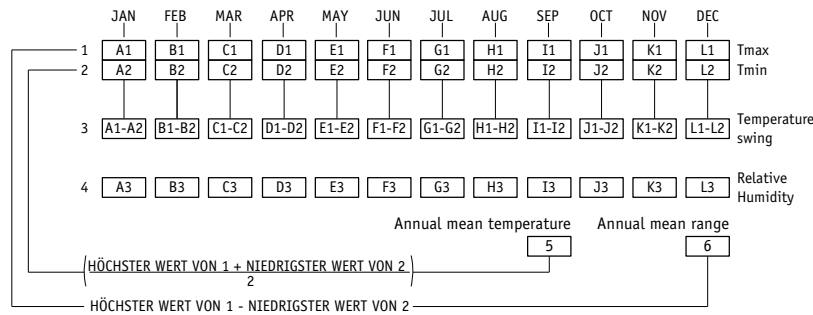 JAN FEB MAR APR MAY JUN JUL AUG SEP OCT NOV DEC
1 A1 B1 C1 D1 E1 F1 G1 H1 I1 J1 K1 L1 Tmax
2 A2 B2 C2 D2 E2 F2 G2 H2 I2 J2 K2 L2 Tmin
3 A1-A2 B1-B2 C1-C2 D1-D2 E1-E2 F1-F2 G1-G2 H1-H2 I1-I2 J1-J2 K1-K2 L1-L2 Temperature
swing
4 A3 B3 C3 D3 E3 F3 G3 H3 I3 J3 K3 L3 Relative
Humidity
Annual mean temperature Annual mean range
5 6
(HÖCHSTER WERT VON 1 + NIEDRIGSTER WERT VON 2)
2
HÖCHSTER WERT VON 1 - NIEDRIGSTER WERT VON 2